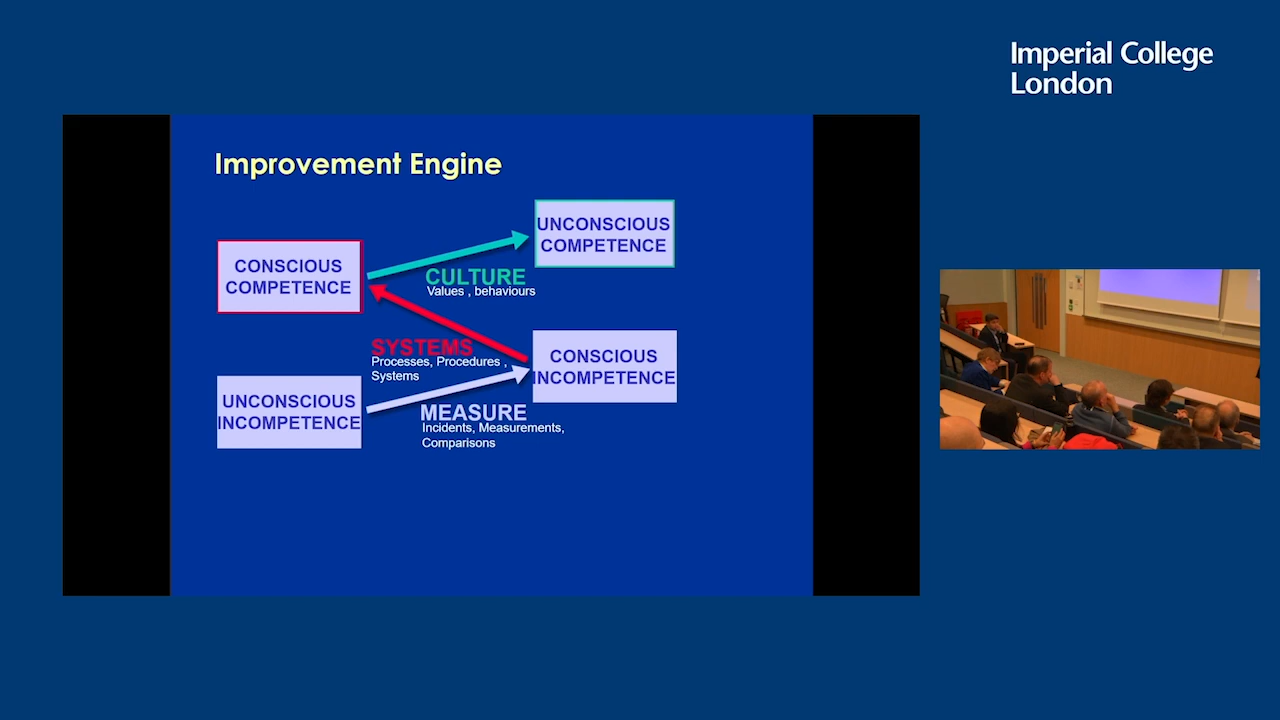 Imperial College
London
Improvement Engine
UNCONSCIOUS
COMPETENCE
CONSCIOUS
COMPETENCE
CULTURE
Values , behaviours
SYSTEMS
Processes, Procedures ,
Systems
CONSCIOUS
INCOMPETENCE
UNCONSCIOUS
INCOMPETENCE
MEASURE
Incidents, Measurements,
Comparisons